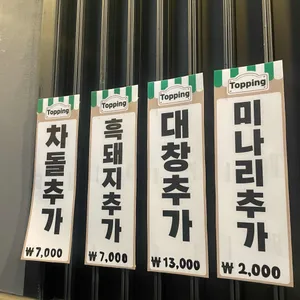 Topping
차돌추가
₩ 7,000
Topping
흑돼지추가
₩ 7,000
Topping
대창추가
₩ 13,000
Topping
미나리추가
₩ 2,000